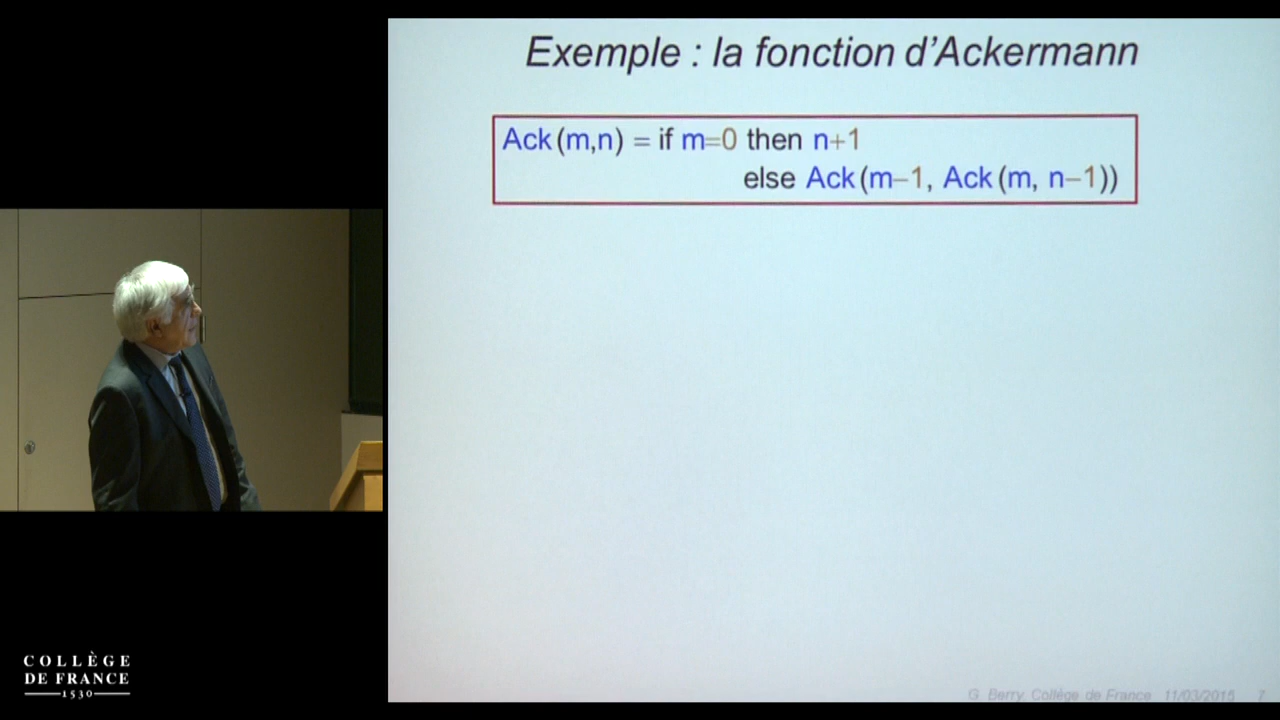 Exemple : la fonction d'Ackermann
Ack(m,n) = if m=0 then n+1
else Ack(m–1, Ack(m, n–1))
COLLÈGE
DE FRANCE
1530
G. Berry, Collège de France 11/03/2015 7